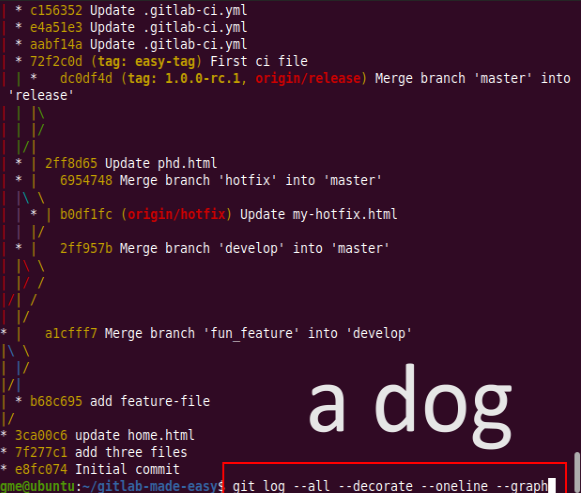 | * c156352 Update .gitlab-ci.yml
| * e4a51e3 Update .gitlab-ci.yml
| * aabf14a Update .gitlab-ci.yml
| * 72f2c0d (tag: easy-tag) First ci file
| | *   dc0df4d (tag: 1.0.0-rc.1, origin/release) Merge branch 'master' into
 'release'
| | |\
| | |/
| |/|
| * | 2ff8d65 Update phd.html
| * |   6954748 Merge branch 'hotfix' into 'master'
| |\ \
| | * | b0df1fc (origin/hotfix) Update my-hotfix.html
| | |/
| * |   2ff957b Merge branch 'develop' into 'master'
| |\ \
| |/ /
|/| /
| |/
* |   a1cfff7 Merge branch 'fun_feature' into 'develop'
|\ \
| |/
|/|
| * b68c695 add feature-file
|/
a dog
* 3ca00c6 update home.html
* 7f277c1 add three files
* e8fc074 Initial commit
gme@ubuntu:~/gitlab-made-easy$ git log --all --decorate --oneline --graph